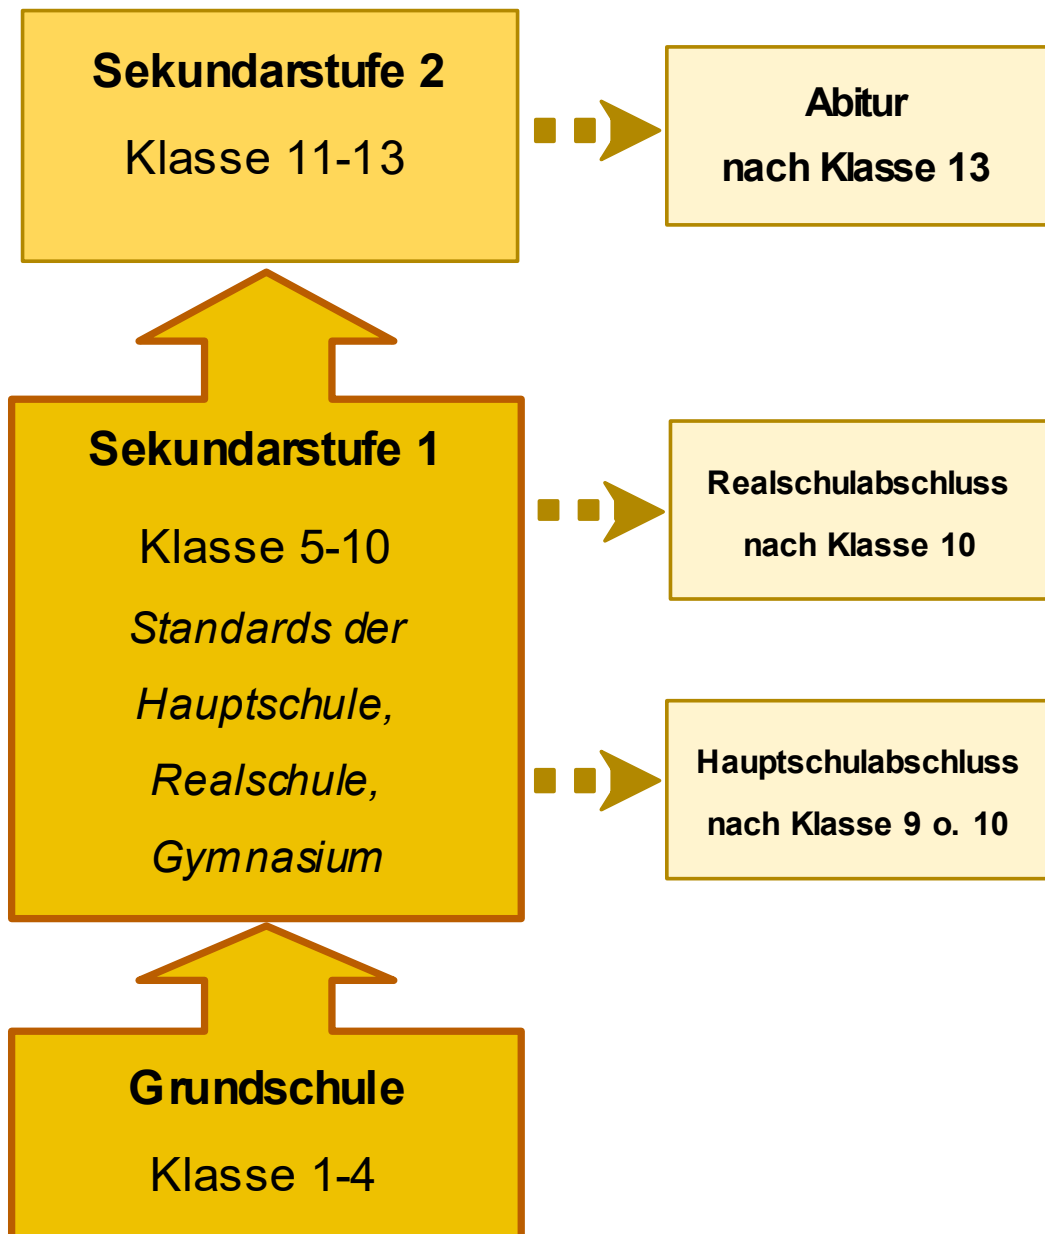 Sekundarstufe 2
Klasse 11-13
Abitur
nach Klasse 13
Sekundarstufe 1
Klasse 5-10
Standards der
Hauptschule,
Realschule,
Gymnasium
Realschulabschluss
nach Klasse 10
Hauptschulabschluss
nach Klasse 9 o. 10
Grundschule
Klasse 1-4